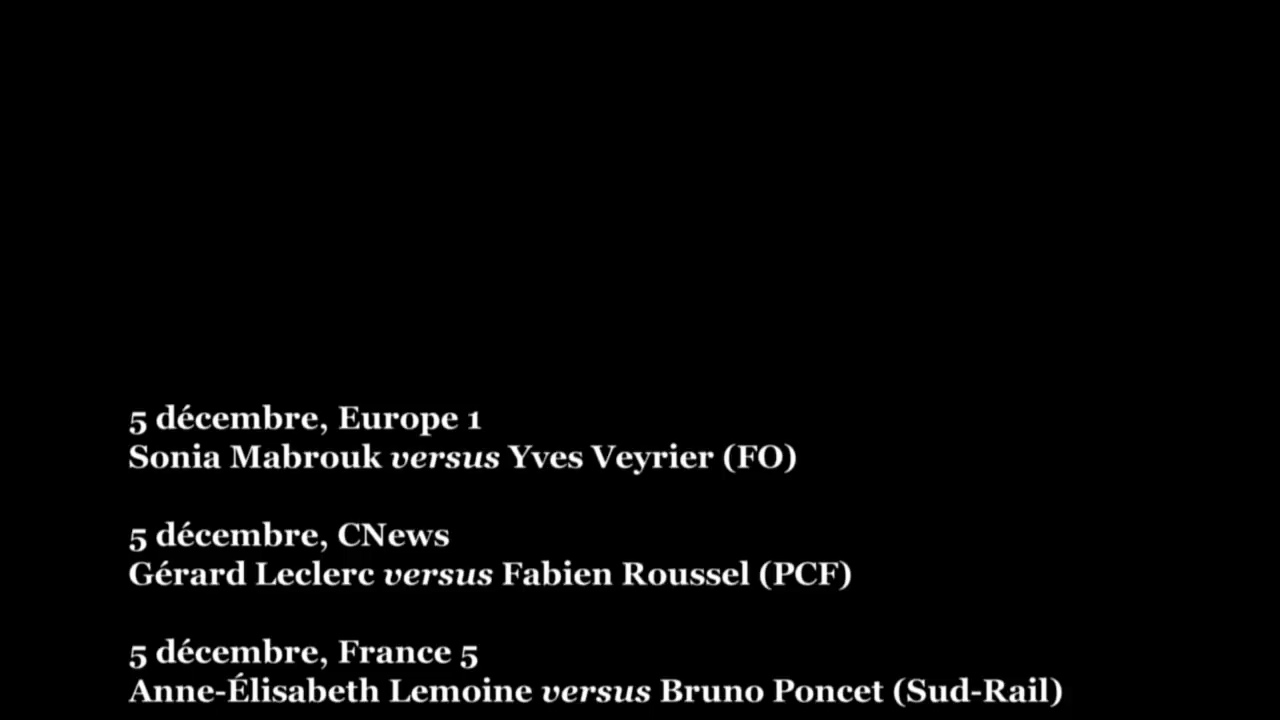 5 décembre, Europe 1
Sonia Mabrouk versus Yves Veyrier (FO)
5 décembre, CNews
Gérard Leclerc versus Fabien Roussel (PCF)
5 décembre, France 5
Anne-Élisabeth Lemoine versus Bruno Poncet (Sud-Rail)